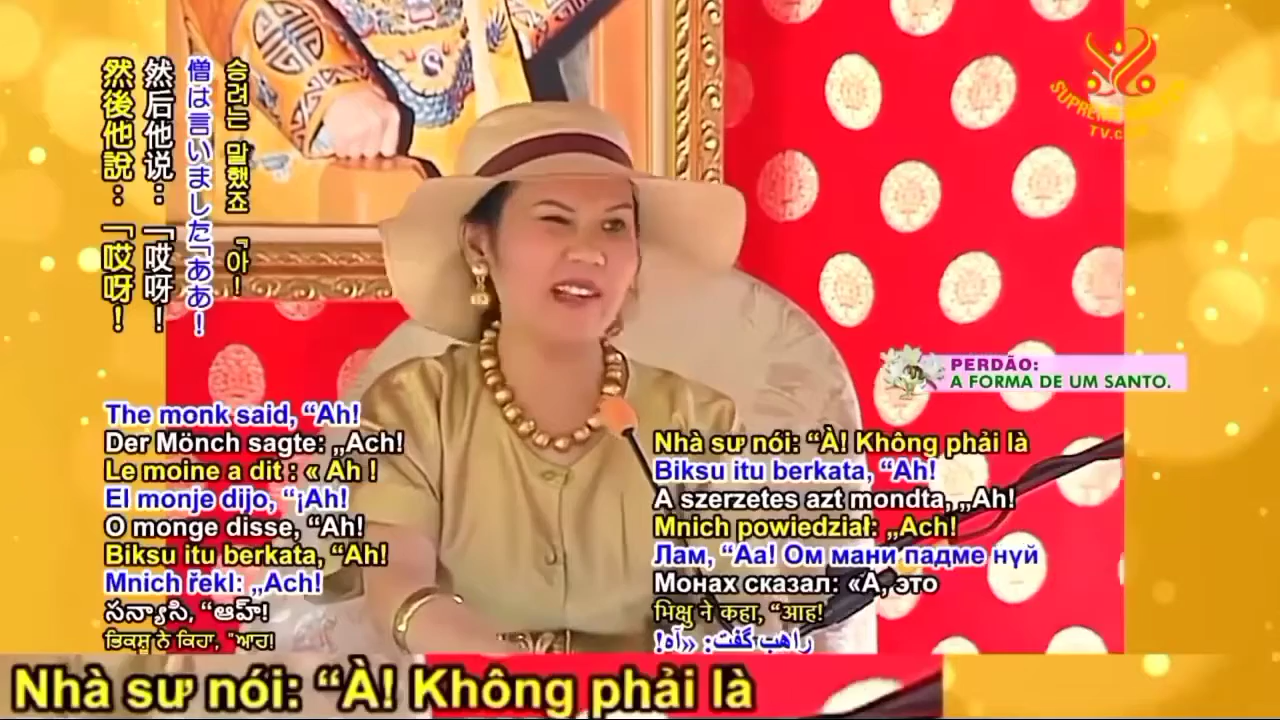 然後他說：「哎呀！
然后他说：「哎呀！
僧は言いました「ああ！
승려는 말했죠 「아！
SUPREME
TV.COM
PERDÃO:
A FORMA DE UM SANTO.
The monk said, “Ah!
Der Mönch sagte: „Ach!
Le moine a dit : « Ah !
El monje dijo, “¡Ah!
O monge disse, “Ah!
Biksu itu berkata, “Ah!
Mnich řekl: „Ach!
సన్యాసి, “ఆహ్!
ਭਿਕਸ਼ੂ ਨੇ ਕਿਹਾ, "ਆਹ!
Nhà sư nói: “À! Không phải là
Biksu itu berkata, “Ah!
A szerzetes azt mondta, „Ah!
Mnich powiedział: „Ach!
Лам, “Аа! Ом мани падме нүй
Монах сказал: «А, это
भिक्षु ने कहा, “आह!
راهب گفت: «آه!
Nhà sư nói: “À! Không phải là